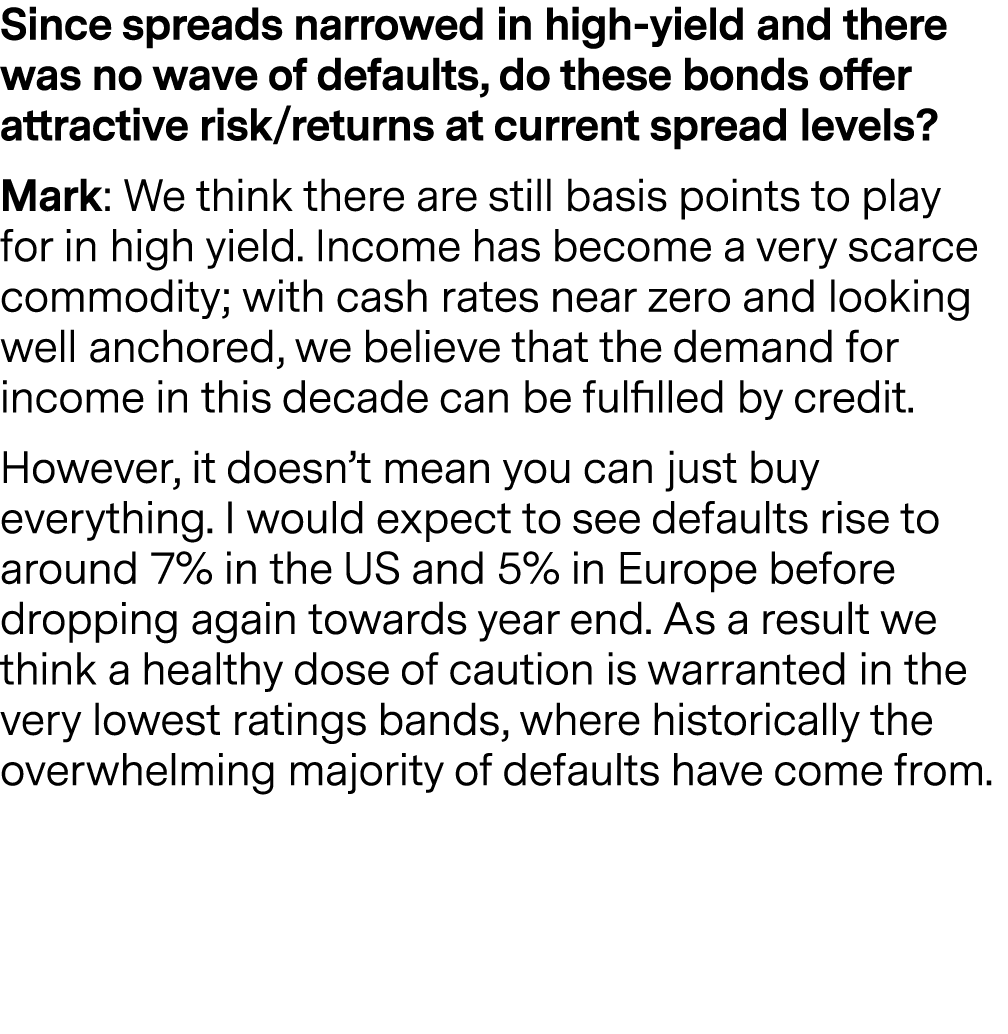 Since spreads narrowed in high-yield and there
was no wave of defaults, do these bonds offer
attractive risk/returns at current spread levels?
Mark: We think there are still basis points to play
for in high yield. Income has become a very scarce
commodity; with cash rates near zero and looking
well anchored, we believe that the demand for
income in this decade can be fulfilled by credit.
However, it doesn’t mean you can just buy
everything. I would expect to see defaults rise to
around 7% in the US and 5% in Europe before
dropping again towards year end. As a result we
think a healthy dose of caution is warranted in the
very lowest ratings bands, where historically the
overwhelming majority of defaults have come from.